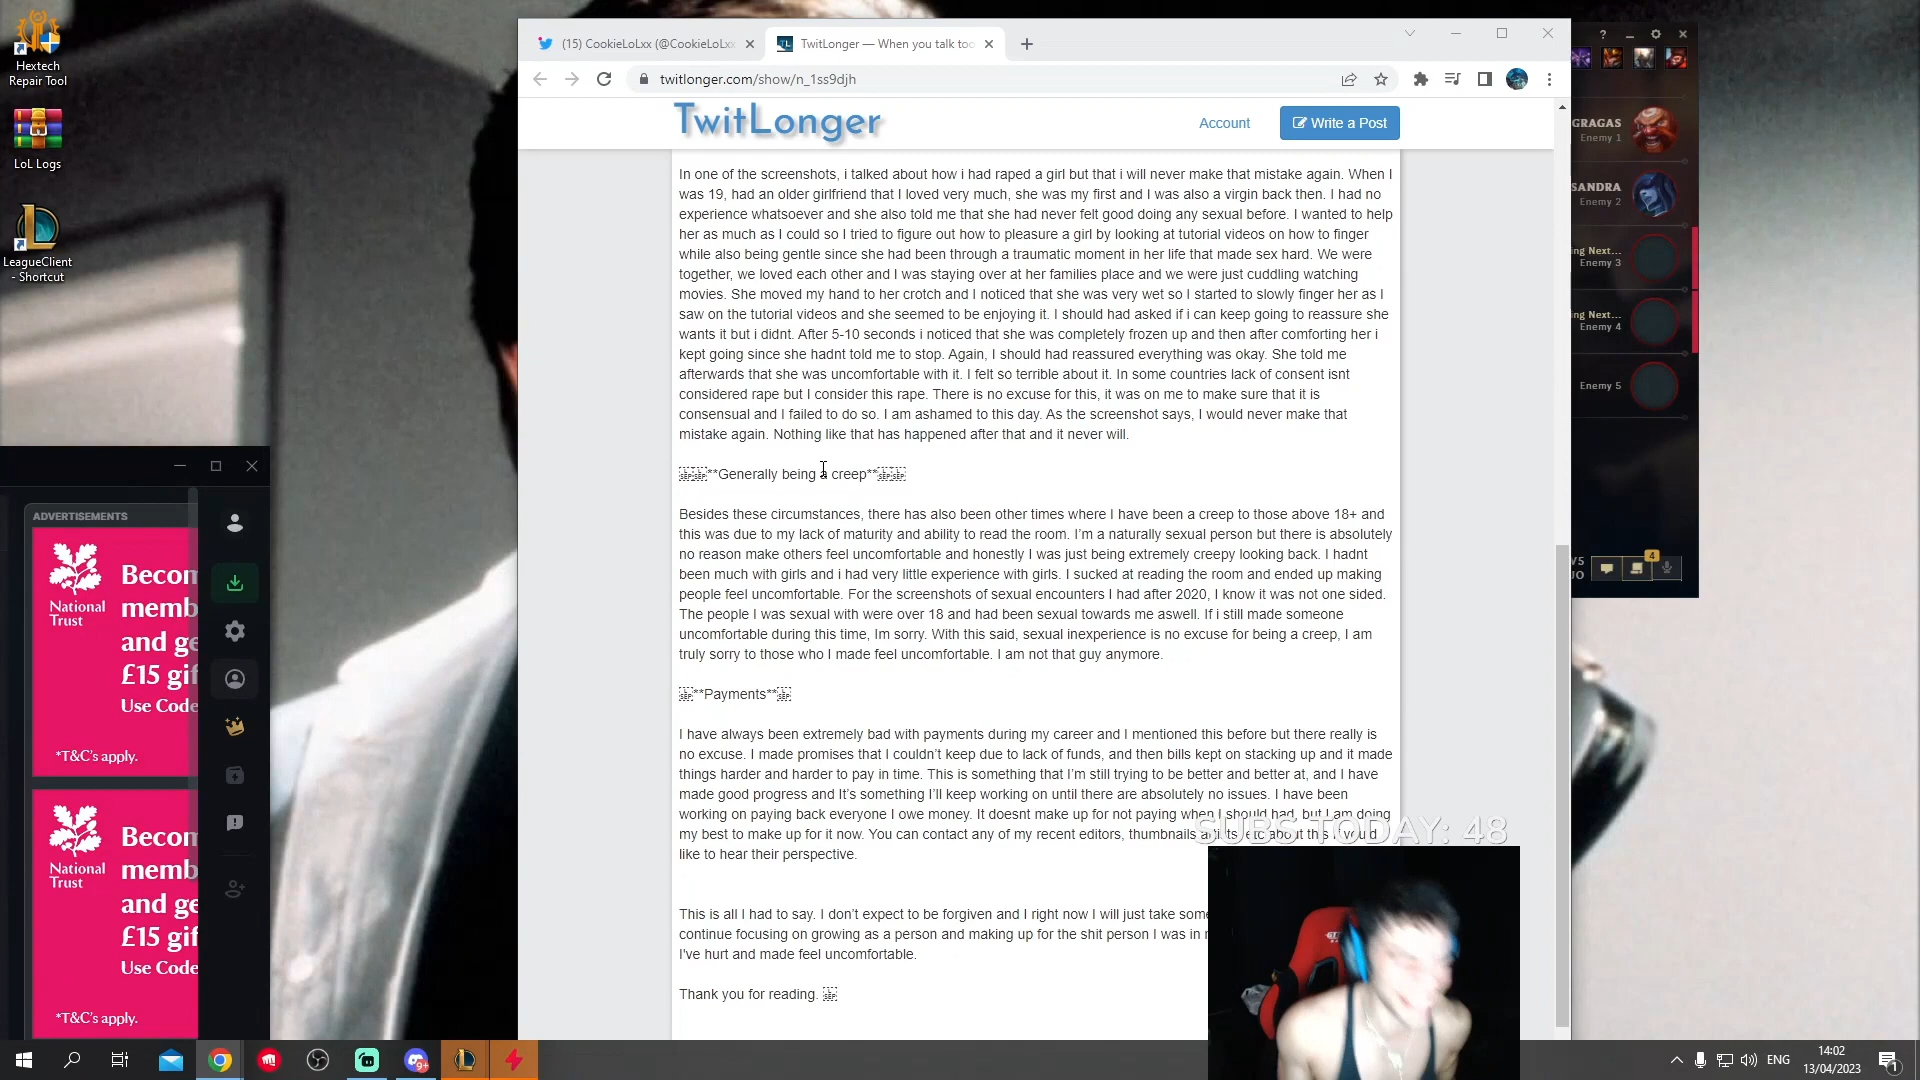 Hextech
Repair Tool
LoL Logs
LeagueClient
- Shortcut
(15) CookieLoLxx (@CookieLoLxx
TwitLonger — When you talk too
twitlonger.com/show/n_1ss9djh
TwitLonger
Account
Write a Post
In one of the screenshots, i talked about how i had raped a girl but that i will never make that mistake again. When I
was 19, had an older girlfriend that I loved very much, she was my first and I was also a virgin back then. I had no
experience whatsoever and she also told me that she had never felt good doing any sexual before. I wanted to help
her as much as I could so I tried to figure out how to pleasure a girl by looking at tutorial videos on how to finger
while also being gentle since she had been through a traumatic moment in her life that made sex hard. We were
together, we loved each other and I was staying over at her families place and we were just cuddling watching
movies. She moved my hand to her crotch and I noticed that she was very wet so I started to slowly finger her as I
saw on the tutorial videos and she seemed to be enjoying it. I should had asked if i can keep going to reassure she
wants it but i didnt. After 5-10 seconds i noticed that she was completely frozen up and then after comforting her i
kept going since she hadnt told me to stop. Again, I should had reassured everything was okay. She told me
afterwards that she was uncomfortable with it. I felt so terrible about it. In some countries lack of consent isnt
considered rape but I consider this rape. There is no excuse for this, it was on me to make sure that it is
consensual and I failed to do so. I am ashamed to this day. As the screenshot says, I would never make that
mistake again. Nothing like that has happened after that and it never will.
**Generally being a creep**
Besides these circumstances, there has also been other times where I have been a creep to those above 18+ and
this was due to my lack of maturity and ability to read the room. I'm a naturally sexual person but there is absolutely
no reason make others feel uncomfortable and honestly I was just being extremely creepy looking back. I hadnt
been much with girls and i had very little experience with girls. I sucked at reading the room and ended up making
people feel uncomfortable. For the screenshots of sexual encounters I had after 2020, I know it was not one sided.
The people I was sexual with were over 18 and had been sexual towards me aswell. If i still made someone
uncomfortable during this time, Im sorry. With this said, sexual inexperience is no excuse for being a creep, I am
truly sorry to those who I made feel uncomfortable. I am not that guy anymore.
**Payments**
I have always been extremely bad with payments during my career and I mentioned this before but there really is
no excuse. I made promises that I couldn't keep due to lack of funds, and then bills kept on stacking up and it made
things harder and harder to pay in time. This is something that I'm still trying to be better and better at, and I have
made good progress and It's something I'll keep working on until there are absolutely no issues. I have been
working on paying back everyone I owe money. It doesnt make up for not paying when I should had, but I am doing
my best to make up for it now. You can contact any of my recent editors, thumbnails about this if you'd
like to hear their perspective.
This is all I had to say. I don't expect to be forgiven and I right now I will just take some
continue focusing on growing as a person and making up for the shit person I was in
I've hurt and made feel uncomfortable.
Thank you for reading.
SUBS TODAY: 48
GRAGAS
Enemy 1
SANDRA
Enemy 2
ing Next...
Enemy 3
ing Next...
Enemy 4
Enemy 5
VS
JO
4
ADVERTISEMENTS
National
Trust
Becom
memb
and ge
£15 gif
Use Code
*T&C's apply.
National
Trust
Becom
memb
and ge
£15 gif
Use Code
*T&C's apply.
9+
ENG
14:02
13/04/2023
1